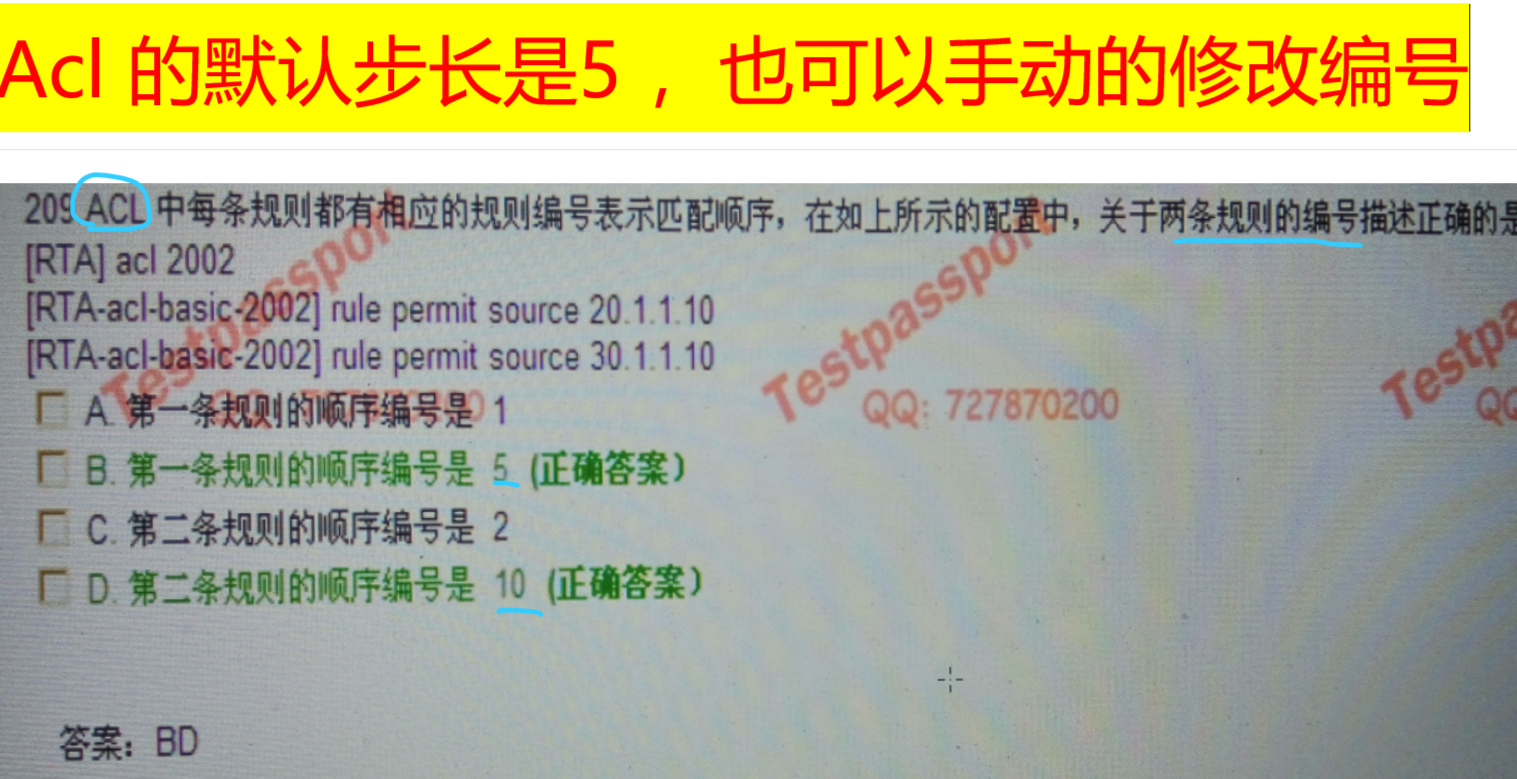 Acl 的默认步长是5 ， 也可以手动的修改编号
209 ACL 中每条规则都有相应的规则编号表示匹配顺序，在如上所示的配置中，关于两条规则的编号描述正确的是
[RTA] acl 2002
[RTA-acl-basic-2002] rule permit source 20.1.1.10
[RTA-acl-basic-2002] rule permit source 30.1.1.10
A. 第一条规则的顺序编号是 1
B. 第一条规则的顺序编号是 5 (正确答案）
C. 第二条规则的顺序编号是 2
D. 第二条规则的顺序编号是 10 (正确答案）
答案：BD
Testpassport
Testpassport
QQ: 727870200
Testpa